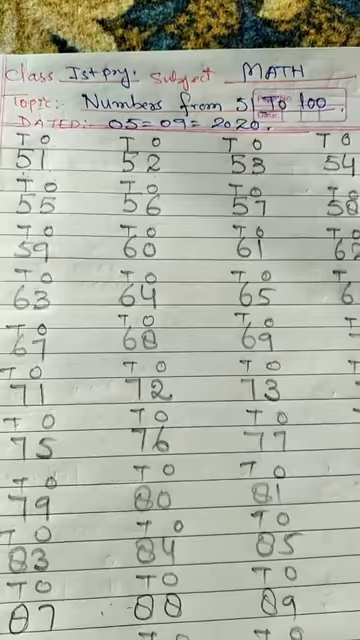 Class Ist pry: Subject MATH
Topic:- Numbers from 51 TO 100.
DATED:- 05=09=2020.
T O T O T O T O
51 52 53 54
T O T O T O T O
55 56 57 58
T O T O T O T O
59 60 61
T O T O T O T
63 64 65 6
T O T O T O T
67 68 69
T O T O T O
71 72 73
T O T O T O
75 76 77
T O T O T O
79 80 81
T O T O T O
83 84 85
T O T O T O
87 88 89
T O T O